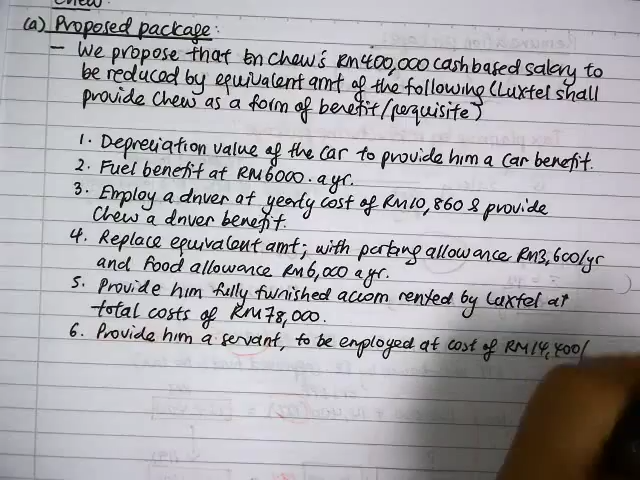 Chew:
(a) Proposed package:
- We propose that En Chew's RM400,000 cash based salary to
be reduced by equivalent amt of the following (Luxtel shall
provide Chew as a form of benefit/perquisite)
1. Depreciation value of the car to provide him a car benefit.
2. Fuel benefit at RM6000. a yr.
3. Employ a driver at yearly cost of RM10,860 & provide
Chew a driver benefit.
4. Replace equivalent amt; with parking allowance RM3,600/yr
and food allowance RM6,000 a yr.
5. Provide him fully furnished accom rented by Luxtel at
total costs of RM78,000.
6. Provide him a servant, to be employed at cost of RM14,400/